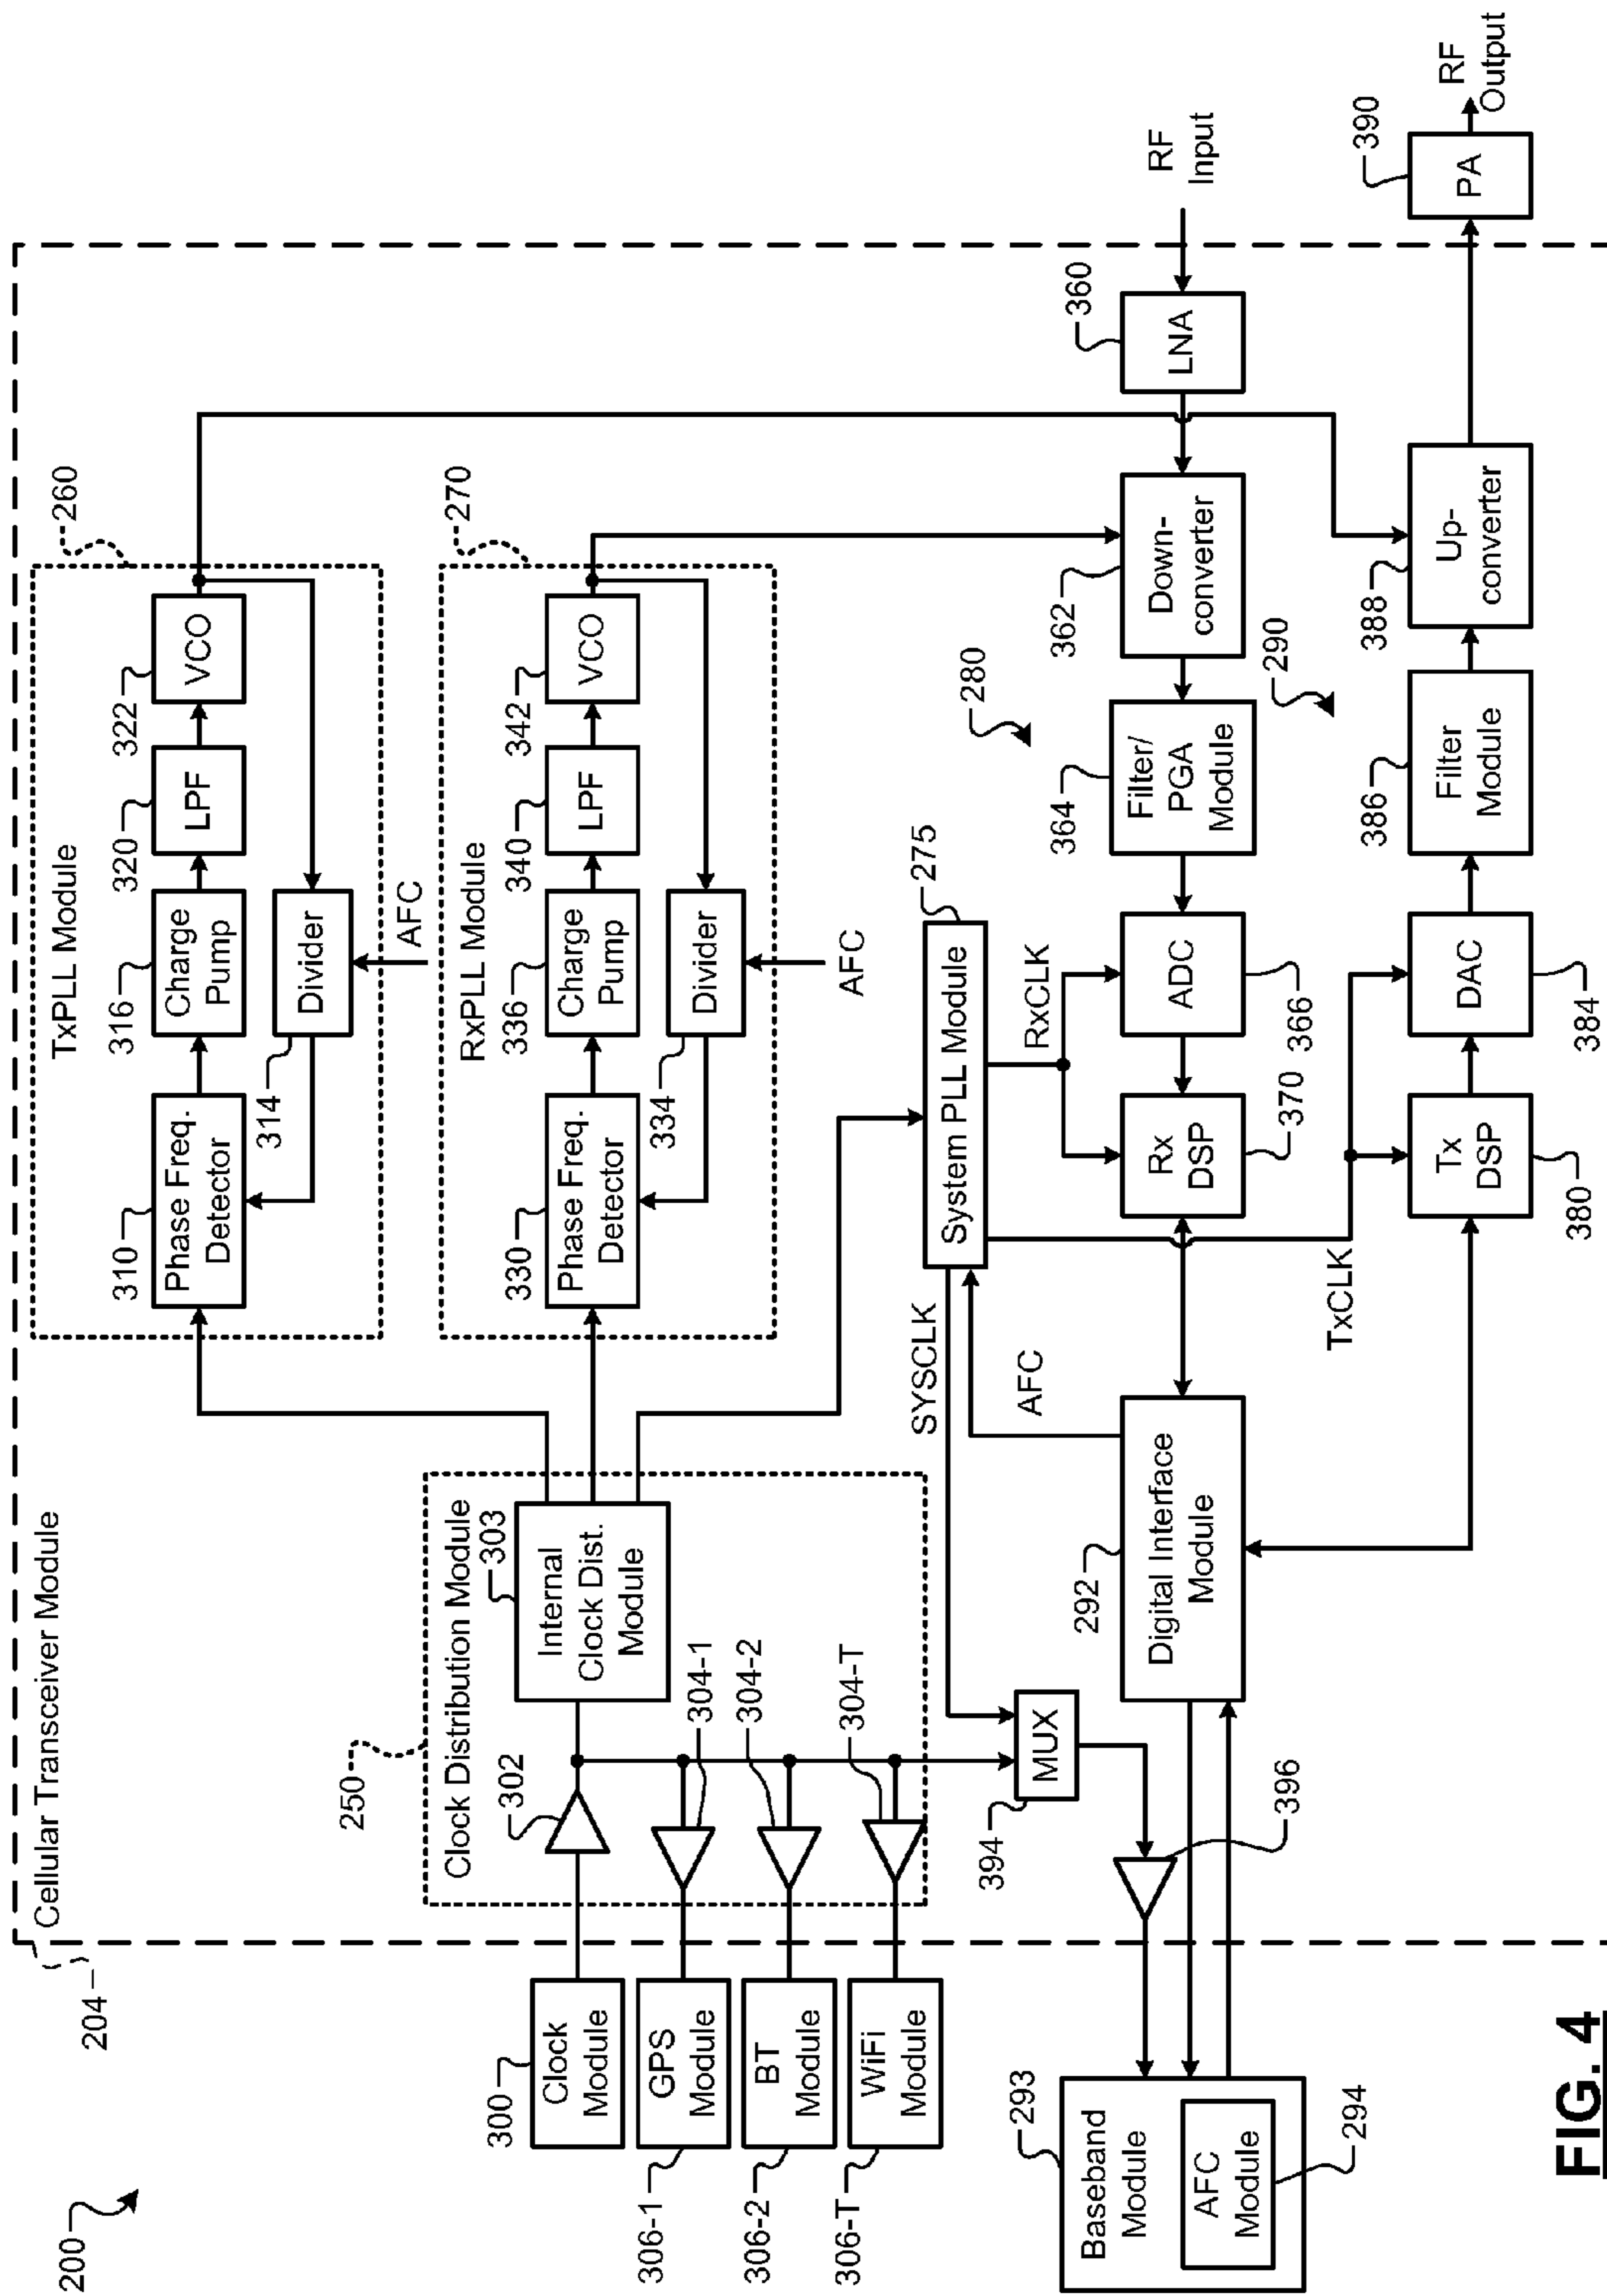 200
204
Cellular Transceiver Module
TxPLL Module
260
310
Phase Freq.
Detector
316
Charge
Pump
320
LPF
322
VCO
314
Divider
AFC
RxPLL Module
270
330
Phase Freq.
Detector
336
Charge
Pump
340
LPF
342
VCO
334
Divider
AFC
250
Clock Distribution Module
302
303
Internal
Clock Dist.
Module
304-1
304-2
304-T
300
Clock
Module
306-1
GPS
Module
306-2
BT
Module
306-T
WiFi
Module
275
System PLL Module
SYSCLK
AFC
RxCLK
TxCLK
394
MUX
396
293
Baseband
Module
AFC
Module
294
292
Digital Interface
Module
280
Rx
DSP
370
ADC
366
364
Filter/
PGA
Module
362
Down-
converter
360
LNA
RF
Input
290
Tx
DSP
380
DAC
384
386
Filter
Module
388
Up-
converter
390
PA
RF
Output
FIG. 4